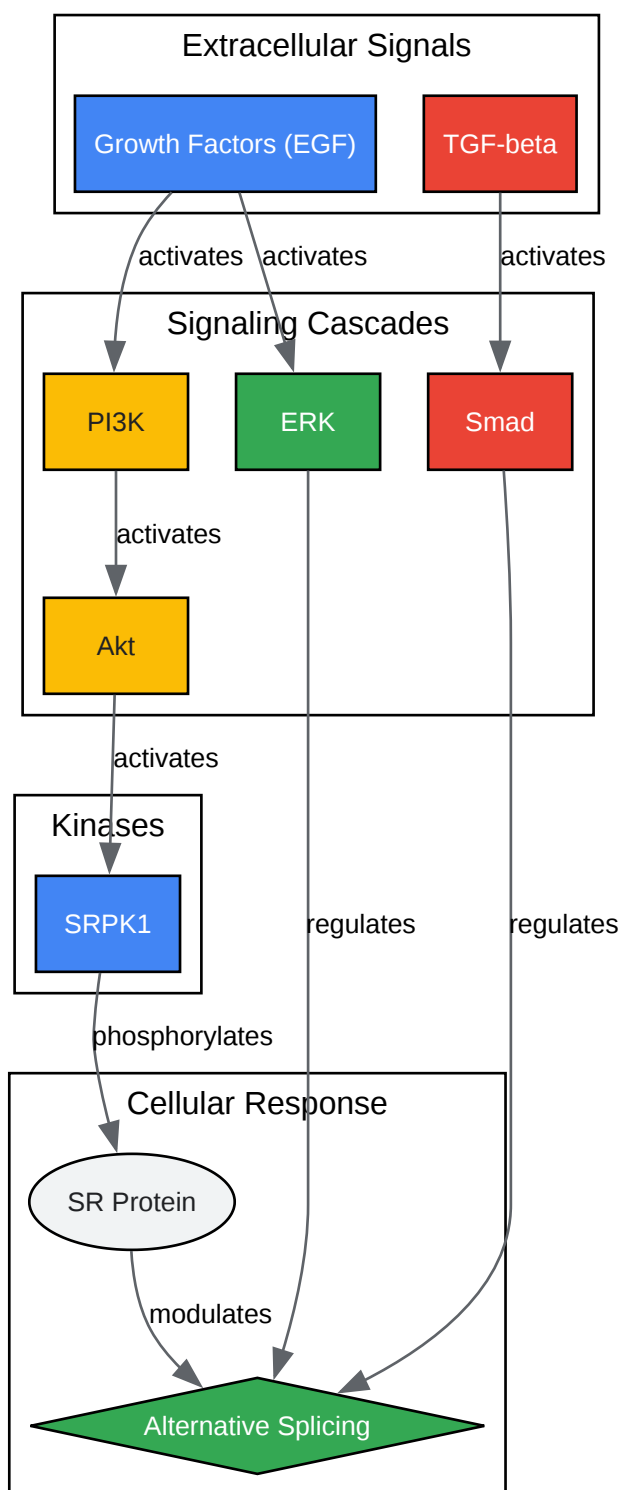 Extracellular Signals
Growth Factors (EGF)
TGF-beta
activates
activates
activates
Signaling Cascades
PI3K
ERK
Smad
activates
Akt
activates
Kinases
SRPK1
regulates
regulates
phosphorylates
Cellular Response
SR Protein
modulates
Alternative Splicing